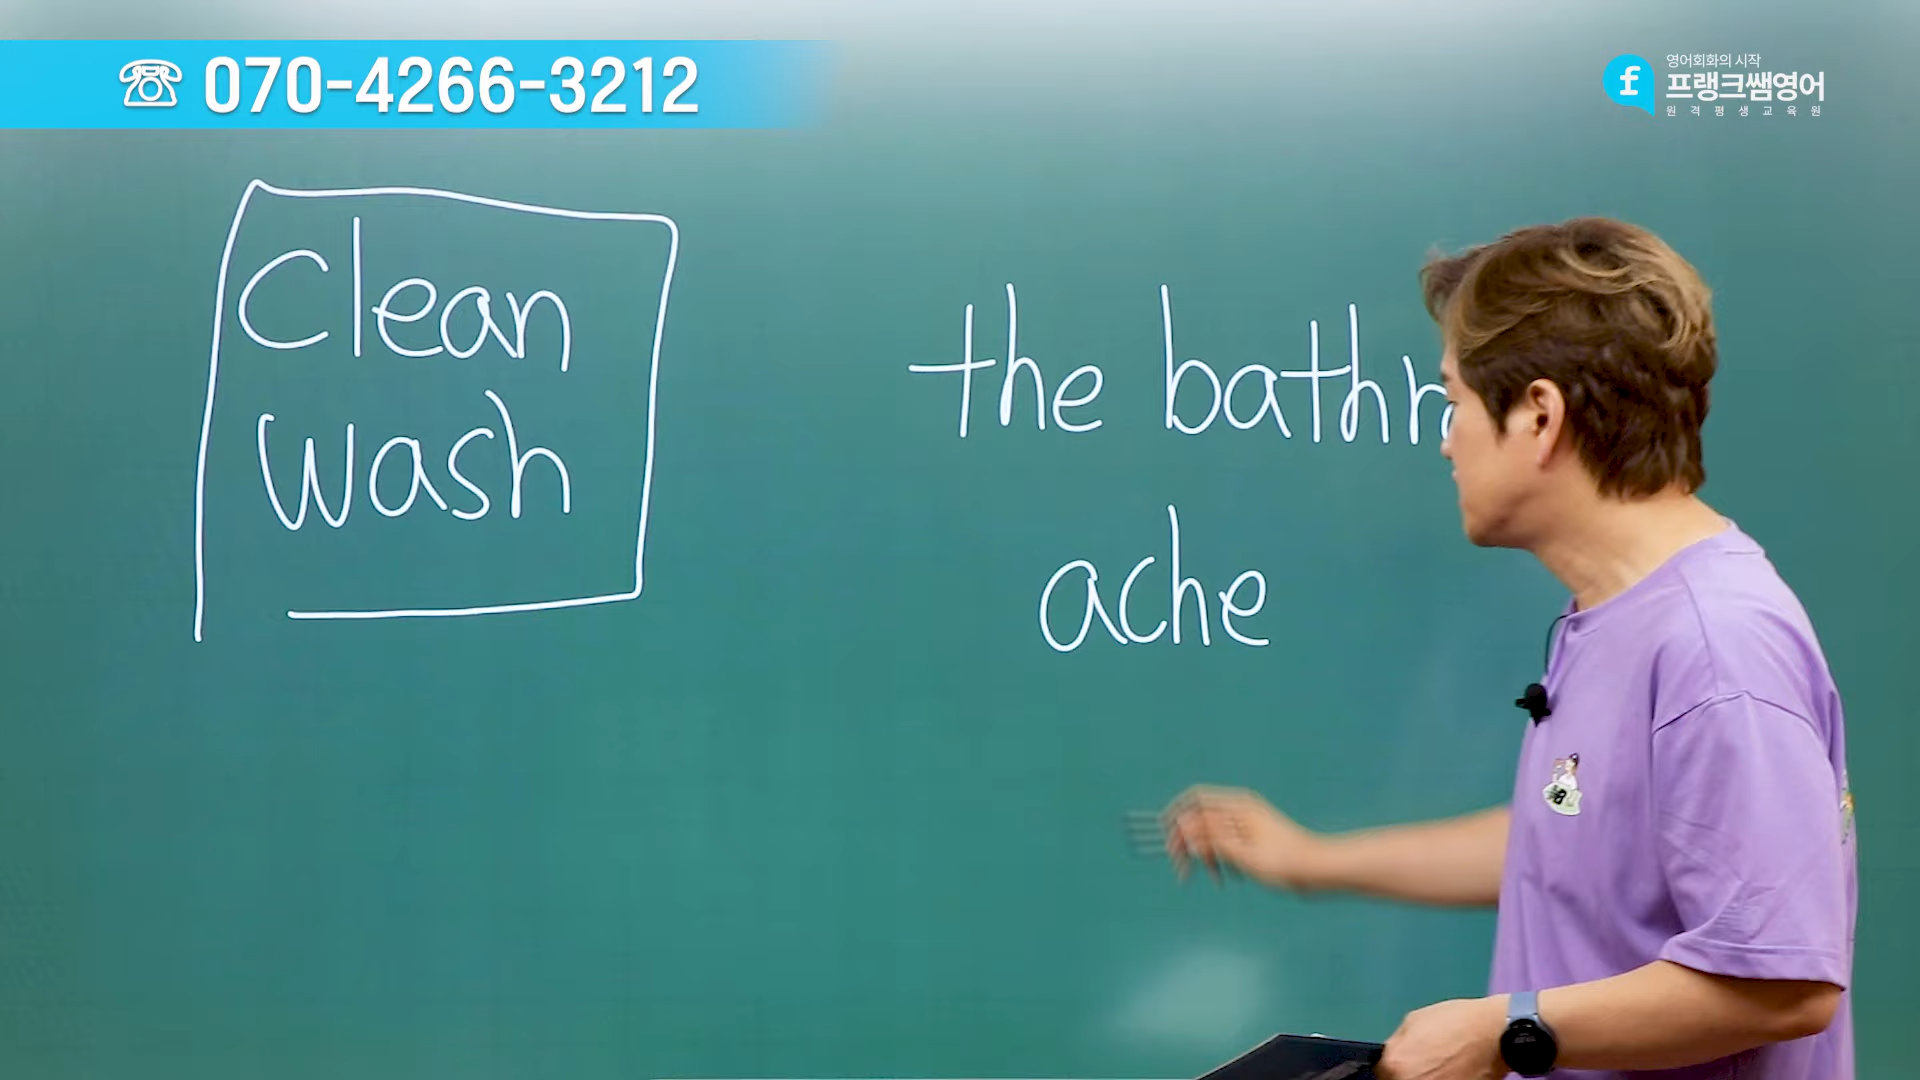 070-4266-3212
영어회화의 시작
프랭크쌤영어
원격평생교육원
clean
wash
the
ache